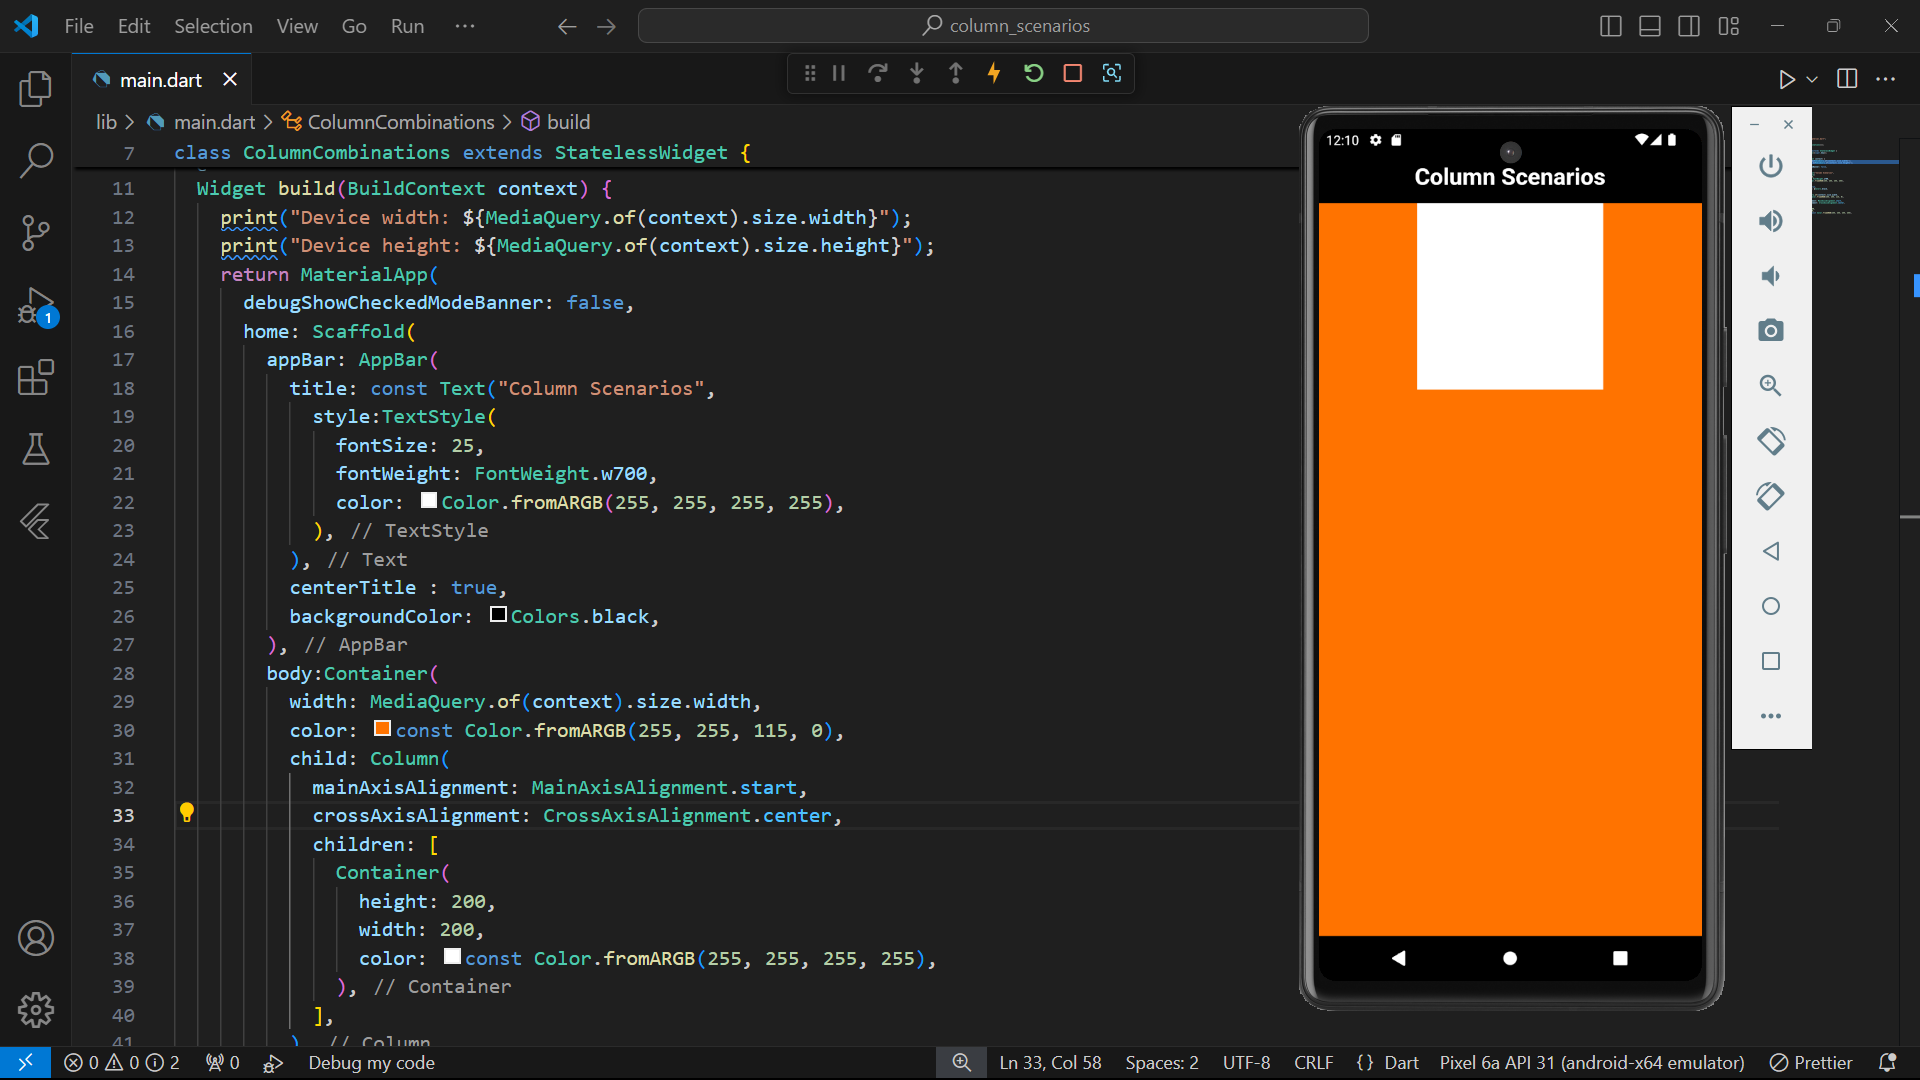 File Edit Selection View Go Run ··· column_scenarios
main.dart
lib > main.dart > ColumnCombinations > build
7 class ColumnCombinations extends StatelessWidget {
11 Widget build(BuildContext context) {
12 print("Device width: ${MediaQuery.of(context).size.width}");
13 print("Device height: ${MediaQuery.of(context).size.height}");
14 return MaterialApp(
15 debugShowCheckedModeBanner: false,
16 home: Scaffold(
17 appBar: AppBar(
18 title: const Text("Column Scenarios",
19 style:TextStyle(
20 fontSize: 25,
21 fontWeight: FontWeight.w700,
22 color: Color.fromARGB(255, 255, 255, 255),
23 ), // TextStyle
24 ), // Text
25 centerTitle : true,
26 backgroundColor: Colors.black,
27 ), // AppBar
28 body:Container(
29 width: MediaQuery.of(context).size.width,
30 color: const Color.fromARGB(255, 255, 115, 0),
31 child: Column(
32 mainAxisAlignment: MainAxisAlignment.start,
33 crossAxisAlignment: CrossAxisAlignment.center,
34 children: [
35 Container(
36 height: 200,
37 width: 200,
38 color: const Color.fromARGB(255, 255, 255, 255),
39 ), // Container
40 ],
41 ) // Column
12:10
Column Scenarios
1
0 0 2 0 Debug my code Ln 33, Col 58 Spaces: 2 UTF-8 CRLF {} Dart Pixel 6a API 31 (android-x64 emulator) Prettier